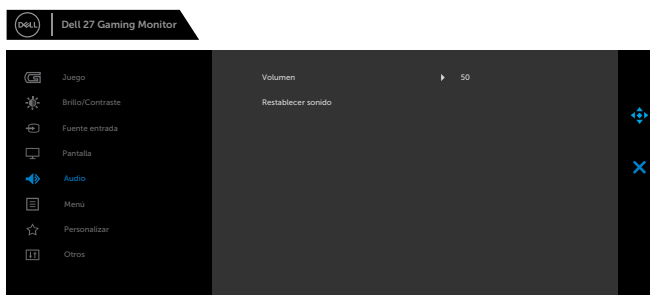 DELL
Dell 27 Gaming Monitor
Juego
Brillo/Contraste
Fuente entrada
Pantalla
Audio
Menú
Personalizar
Otros
Volumen 50
Restablecer sonido